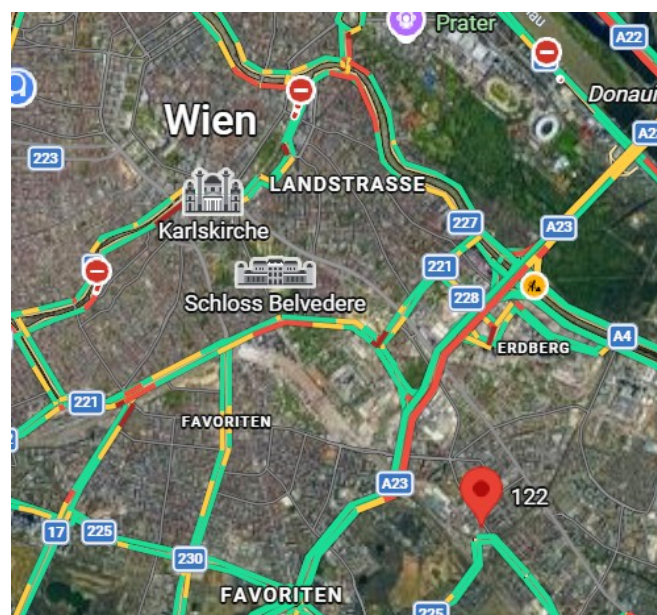 A22
Prater
Donau
Wien
223
LANDSTRASSE
A23
Karlskirche
227
221
Schloss Belvedere
228
A4
ERDBERG
221
FAVORITEN
A23
122
17
225
230
FAVORITEN
225